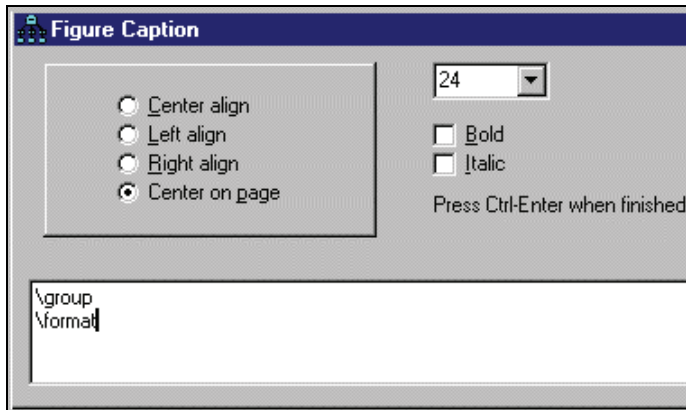 Figure Caption
Center align
Left align
Right align
Center on page
24
Bold
Italic
Press Ctrl-Enter when finished
\group
\format